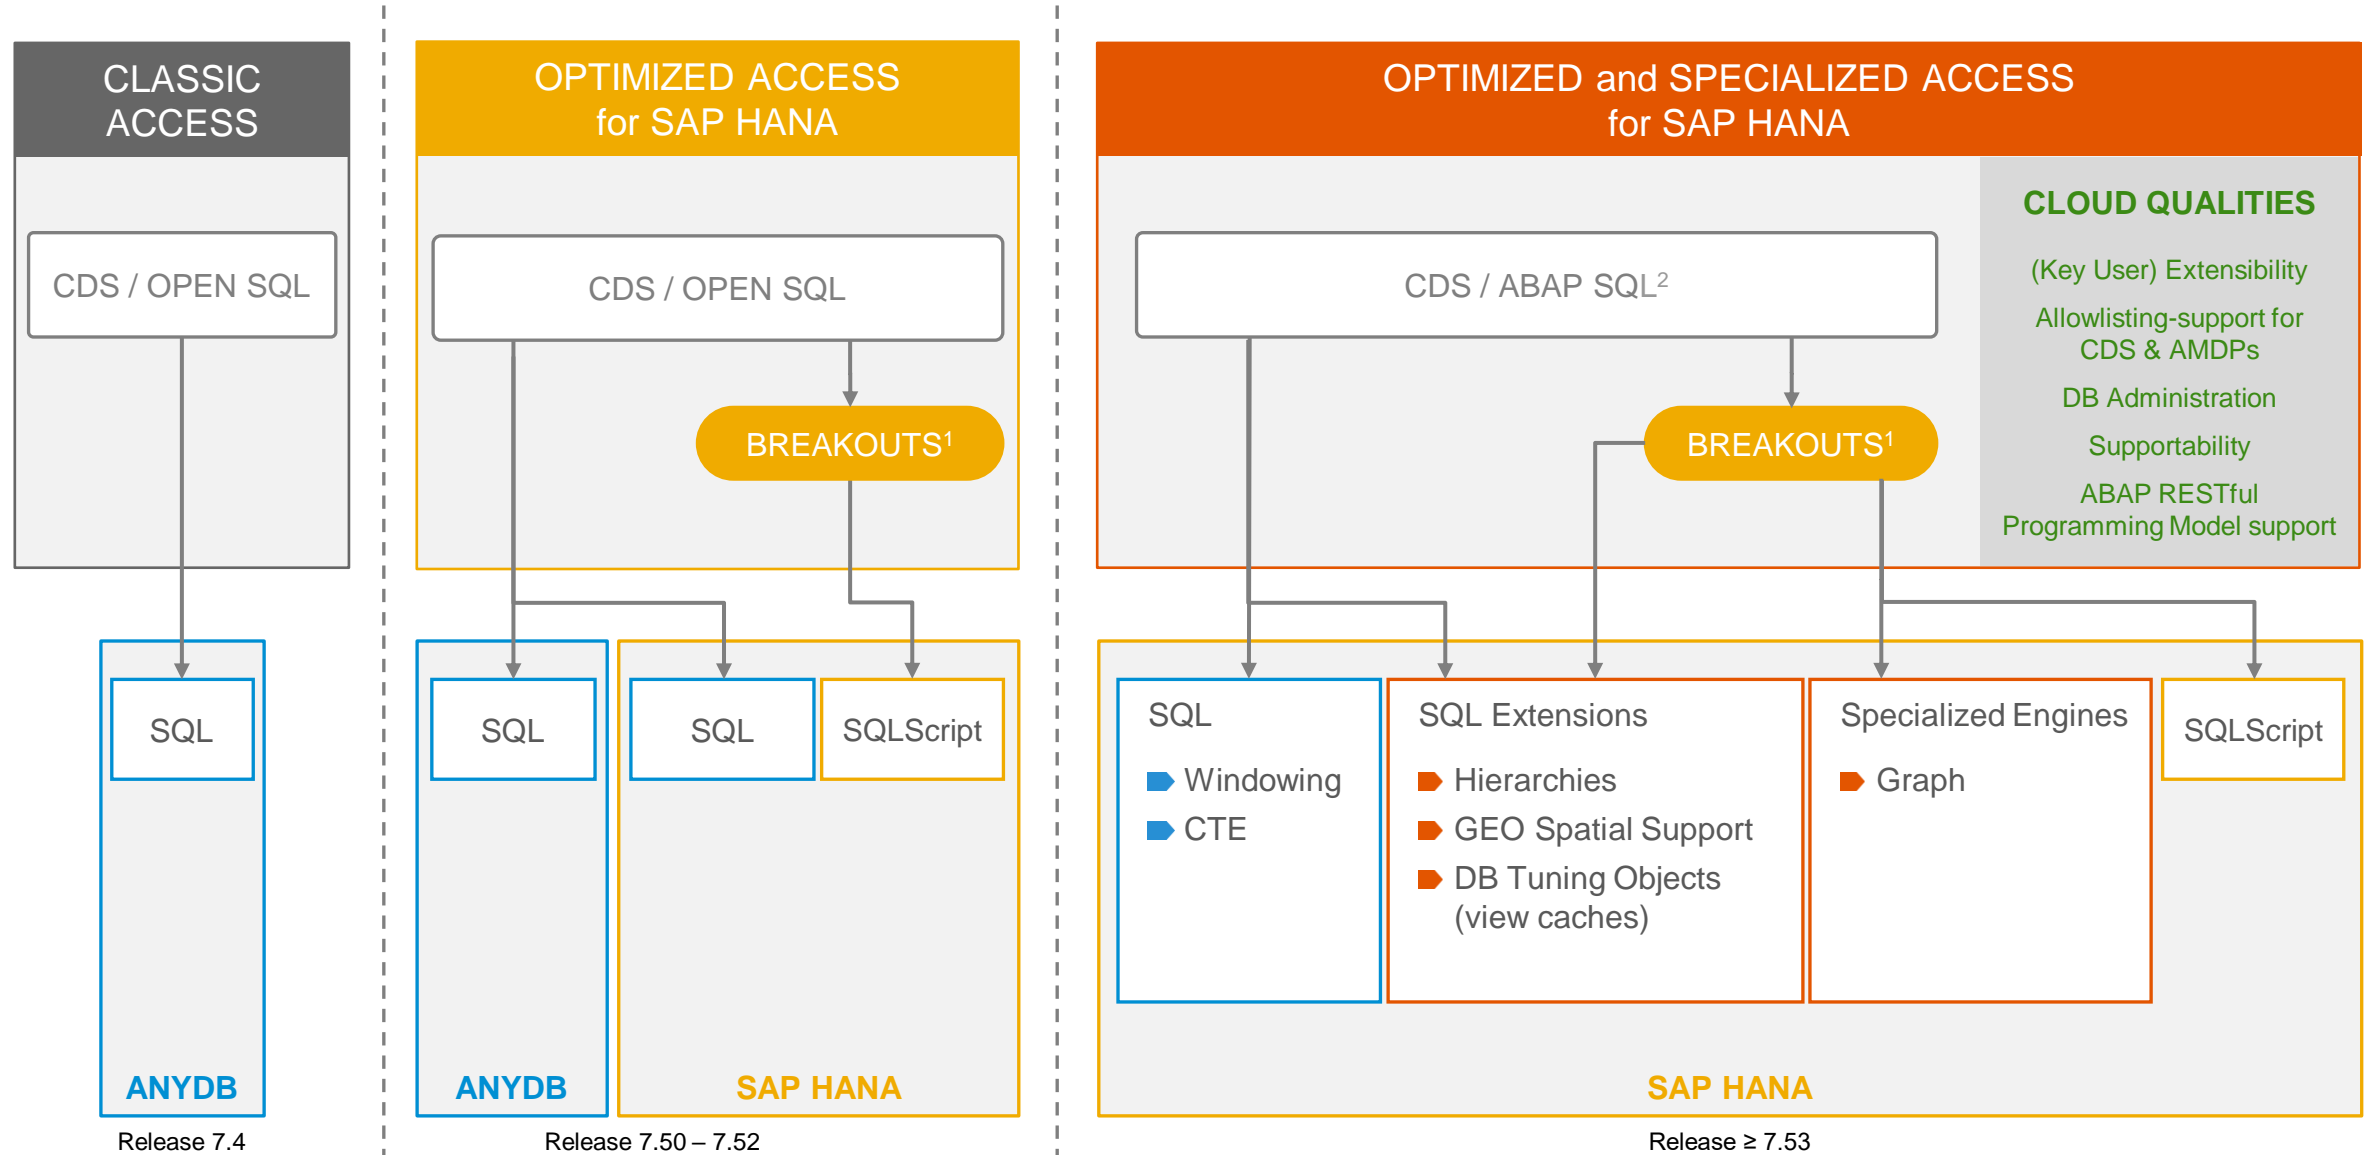 CLASSIC
ACCESS
CDS / OPEN SQL
SQL
ANYDB
Release 7.4
OPTIMIZED ACCESS
for SAP HANA
CDS / OPEN SQL
BREAKOUTS¹
SQL
ANYDB
SQL
SQLScript
SAP HANA
Release 7.50 – 7.52
OPTIMIZED and SPECIALIZED ACCESS
for SAP HANA
CDS / ABAP SQL²
BREAKOUTS¹
CLOUD QUALITIES
(Key User) Extensibility
Allowlisting-support for
CDS & AMDPs
DB Administration
Supportability
ABAP RESTful
Programming Model support
SQL
Windowing
CTE
SQL Extensions
Hierarchies
GEO Spatial Support
DB Tuning Objects
(view caches)
Specialized Engines
Graph
SQLScript
SAP HANA
Release ≥ 7.53